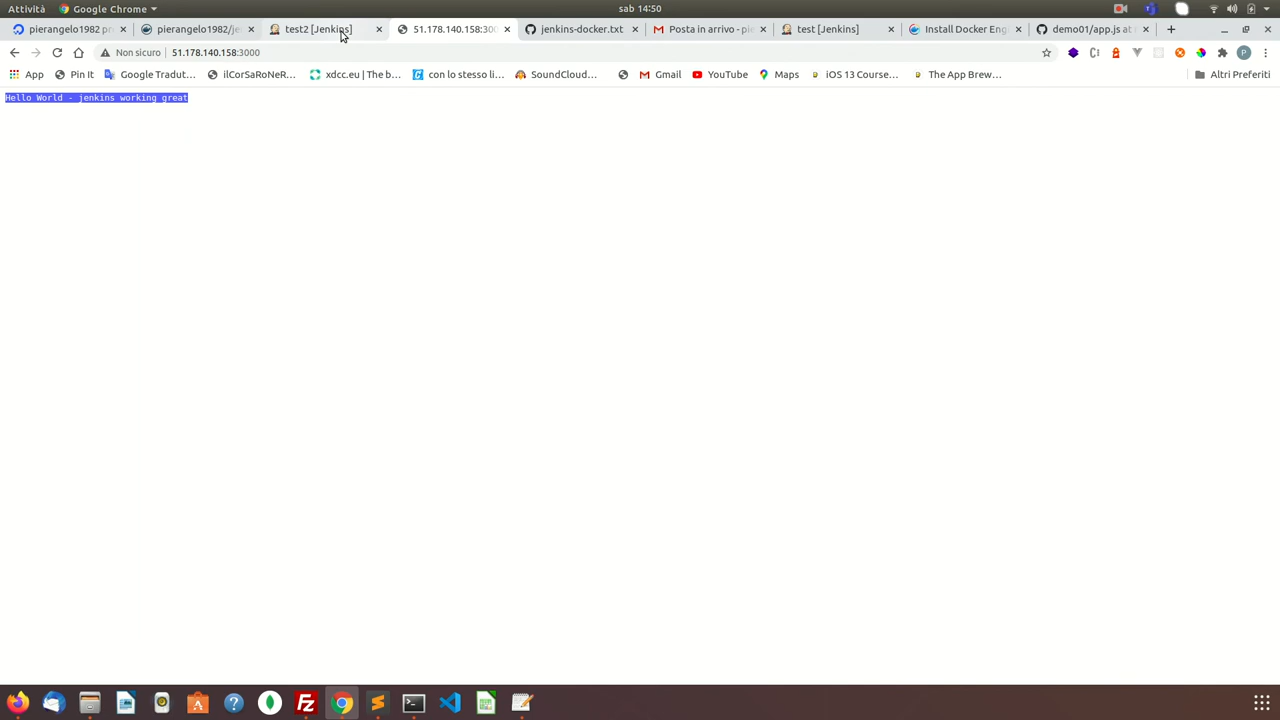 Attività
Google Chrome
sab 14:50
pierangelo1982 pr
pierangelo1982/je
test2 [Jenkins]
51.178.140.158:300
jenkins-docker.txt
Posta in arrivo - pie
test [Jenkins]
Install Docker Eng
demo01/app.js at
Non sicuro
51.178.140.158:3000
P
App
Pin It
Google Tradut...
ilCorSaRoNeR...
xdcc.eu | The b...
con lo stesso li...
SoundCloud...
Gmail
YouTube
Maps
iOS 13 Course...
The App Brew...
Altri Preferiti
Hello World - jenkins working great